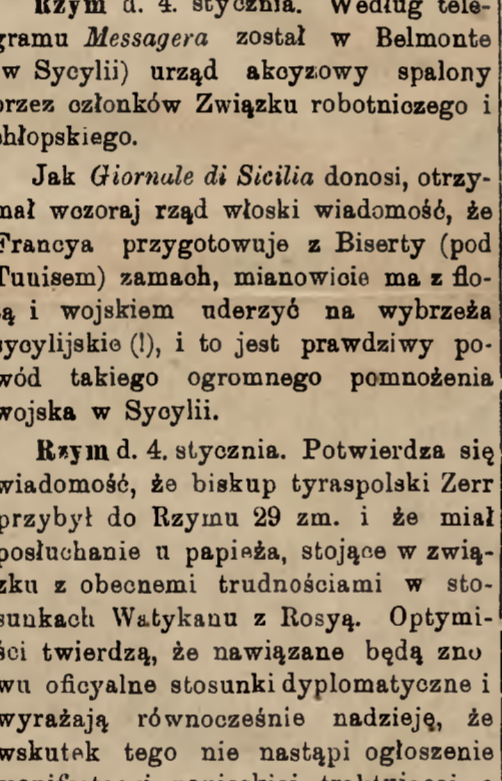 Rzym d. 4. stycznia. Według tele-
gramu Messagera został w Belmonte
(w Sycylii) urząd akcyzowy spalony
przez członków Związku robotniczego i
chłopskiego.
Jak Giornale di Sicilia donosi, otrzy-
mał wczoraj rząd włoski wiadomość, że
Francya przygotowuje z Biserty (pod
Tunisem) zamach, mianowicie ma z flo-
tą i wojskiem uderzyć na wybrzeża
sycylijskie (!), i to jest prawdziwy po-
wód takiego ogromnego pomnożenia
wojska w Sycylii.
Rzym d. 4. stycznia. Potwierdza się
wiadomość, że biskup tyraspolski Zerr
przybył do Rzymu 29 zm. i że miał
posłuchanie u papieża, stojące w zwią-
zku z obecnemi trudnościami w sto-
sunkach Watykanu z Rosyą. Optymi-
ści twierdzą, że nawiązane będą zno
wu oficyalne stosunki dyplomatyczne i
wyrażają równocześnie nadzieję, że
wskutek tego nie nastąpi ogłoszenie